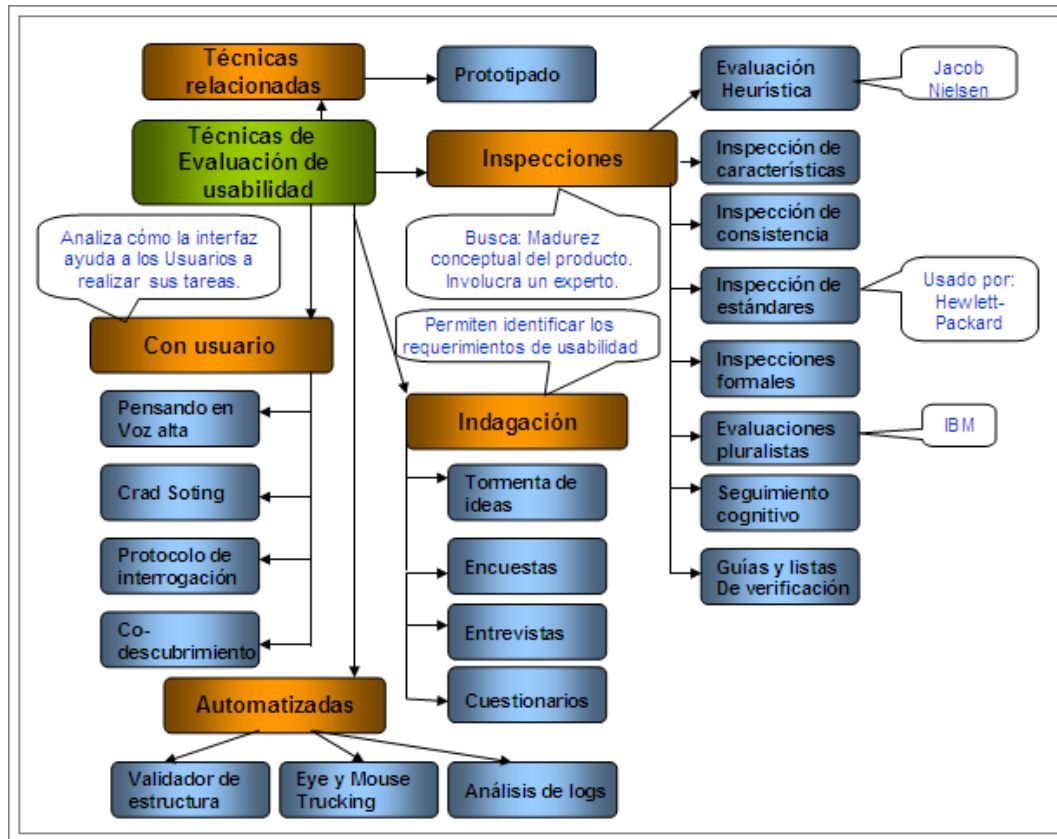 Técnicas
relacionadas
Prototipado
Técnicas de
Evaluación de
usabilidad
Analiza cómo la interfaz
ayuda a los Usuarios a
realizar sus tareas.
Con usuario
Pensando en
Voz alta
Crad Soting
Protocolo de
interrogación
Co-
descubrimiento
Inspecciones
Busca: Madurez
conceptual del producto.
Involucra un experto.
Evaluación
Heurística
Jacob
Nielsen
Inspección de
características
Inspección de
consistencia
Inspección de
estándares
Usado por:
Hewlett-
Packard
Inspecciones
formales
Evaluaciones
pluralistas
IBM
Seguimiento
cognitivo
Guías y listas
De verificación
Permiten identificar los
requerimientos de usabilidad
Indagación
Tormenta de
ideas
Encuestas
Entrevistas
Cuestionarios
Automatizadas
Validador de
estructura
Eye y Mouse
Trucking
Análisis de logs